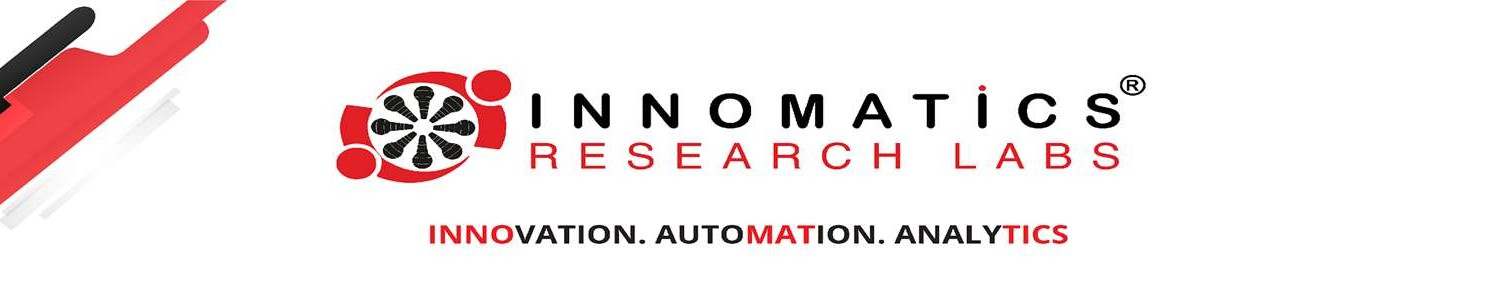 INNOMATICS®
RESEARCH LABS
INNOVATION. AUTOMATION. ANALYTICS